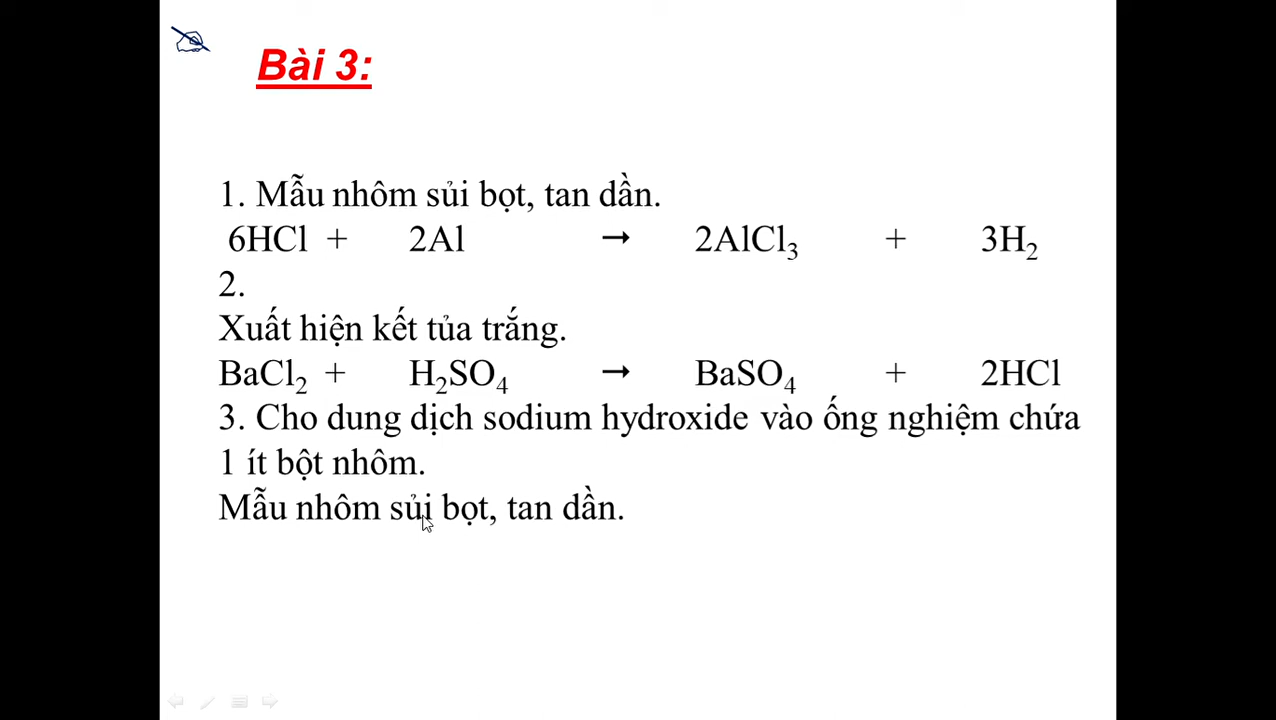 Bài 3:
1. Mẫu nhôm sủi bọt, tan dần.
6HCl + 2Al → 2AlCl₃ + 3H₂
2.
Xuất hiện kết tủa trắng.
BaCl₂ + H₂SO₄ → BaSO₄ + 2HCl
3. Cho dung dịch sodium hydroxide vào ống nghiệm chứa
1 ít bột nhôm.
Mẫu nhôm sủi bọt, tan dần.